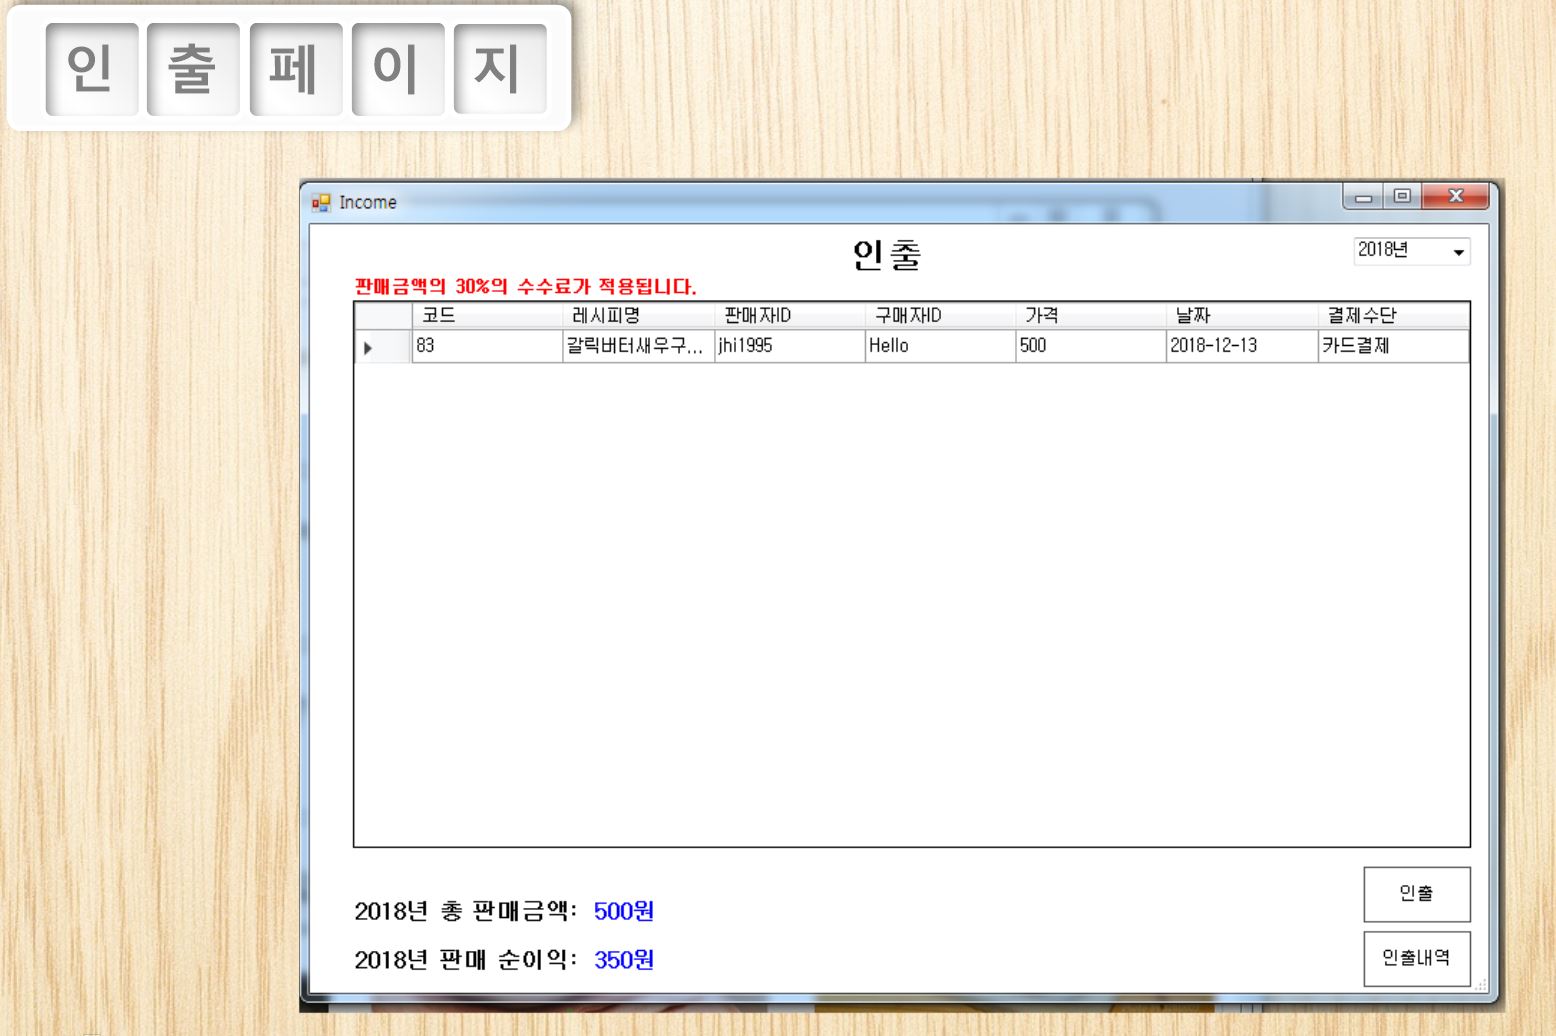 인출페이지
Income
인출
2018년
판매금액의 30%의 수수료가 적용됩니다.
코드 레시피명 판매자ID 구매자ID 가격 날짜 결제수단
83 갈릭버터새우구... jhi1995 Hello 500 2018-12-13 카드결제
인출
2018년 총 판매금액: 500원
2018년 판매 순이익: 350원
인출내역